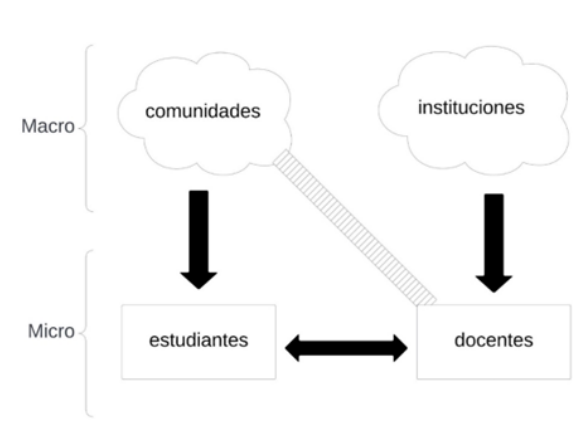 comunidades
instituciones
Macro
Micro
estudiantes
docentes